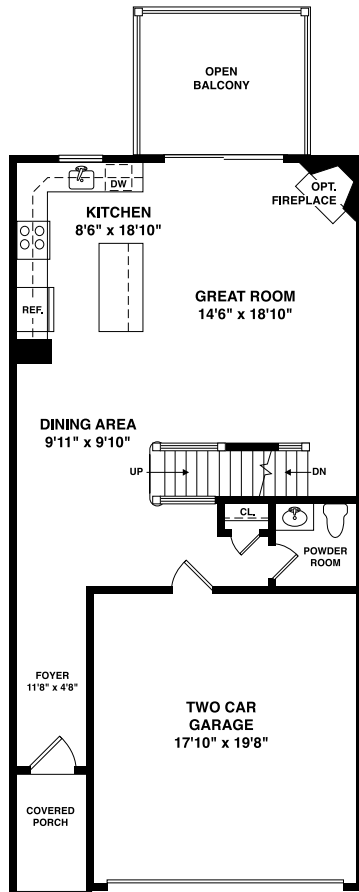 OPEN
BALCONY
DW
OPT.
FIREPLACE
KITCHEN
8'6" x 18'10"
REF.
GREAT ROOM
14'6" x 18'10"
DINING AREA
9'11" x 9'10"
UP
DN
CL.
POWDER
ROOM
FOYER
11'8" x 4'8"
TWO CAR
GARAGE
17'10" x 19'8"
COVERED
PORCH